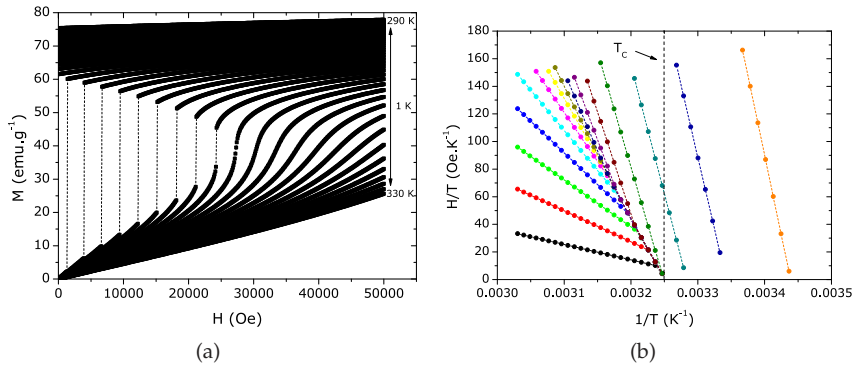 80
70
60
50
40
30
20
10
0
M (emu.g⁻¹)
290 K
1 K
330 K
0 10000 20000 30000 40000 50000
H (Oe)
(a)
180
160
140
120
100
80
60
40
20
0
H/T (Oe.K⁻¹)
T_C
0.0030 0.0031 0.0032 0.0033 0.0034 0.0035
1/T (K⁻¹)
(b)